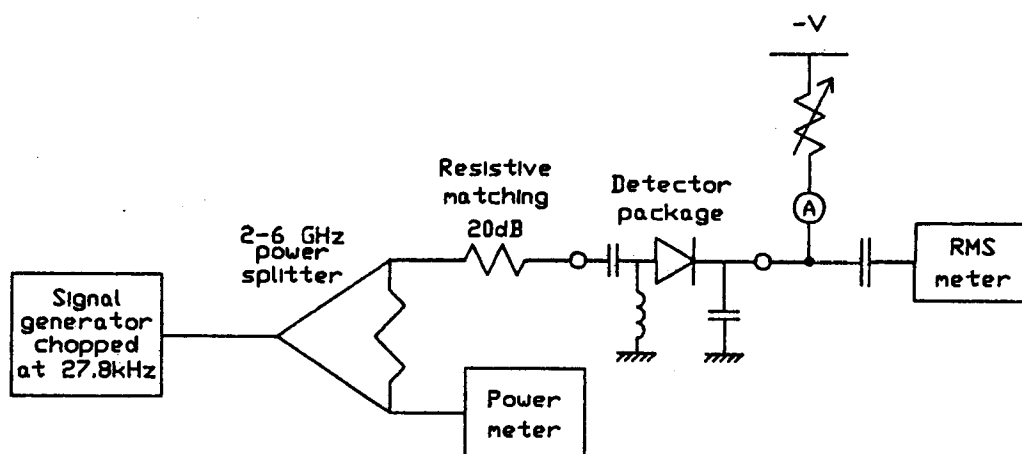 -V
A
RMS
meter
Detector
package
Resistive
matching
20dB
2-6 GHz
power
splitter
Signal
generator
chopped
at 27.8kHz
Power
meter